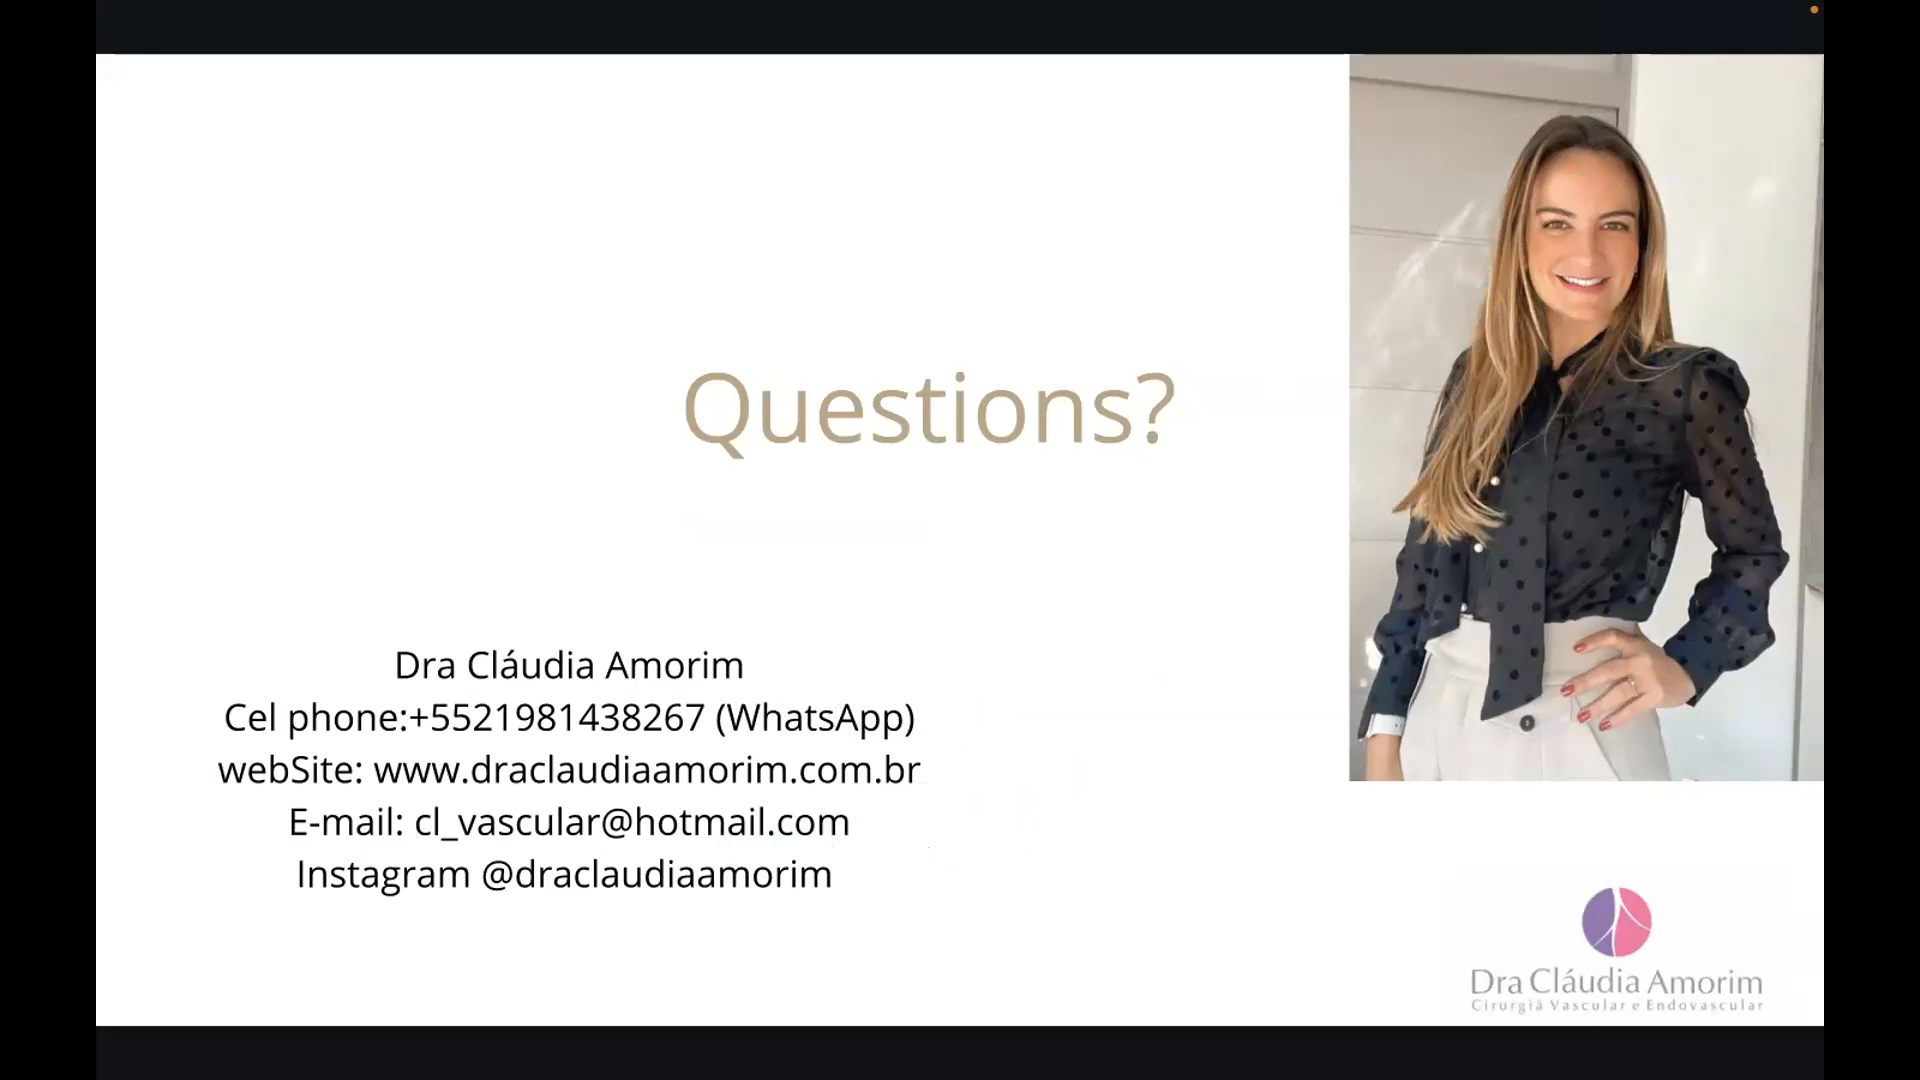 Questions?
Dra Cláudia Amorim
Cel phone:+5521981438267 (WhatsApp)
webSite: www.draclaudiaamorim.com.br
E-mail: cl_vascular@hotmail.com
Instagram @draclaudiaamorim
Dra Cláudia Amorim
Cirurgiã Vascular e Endovascular